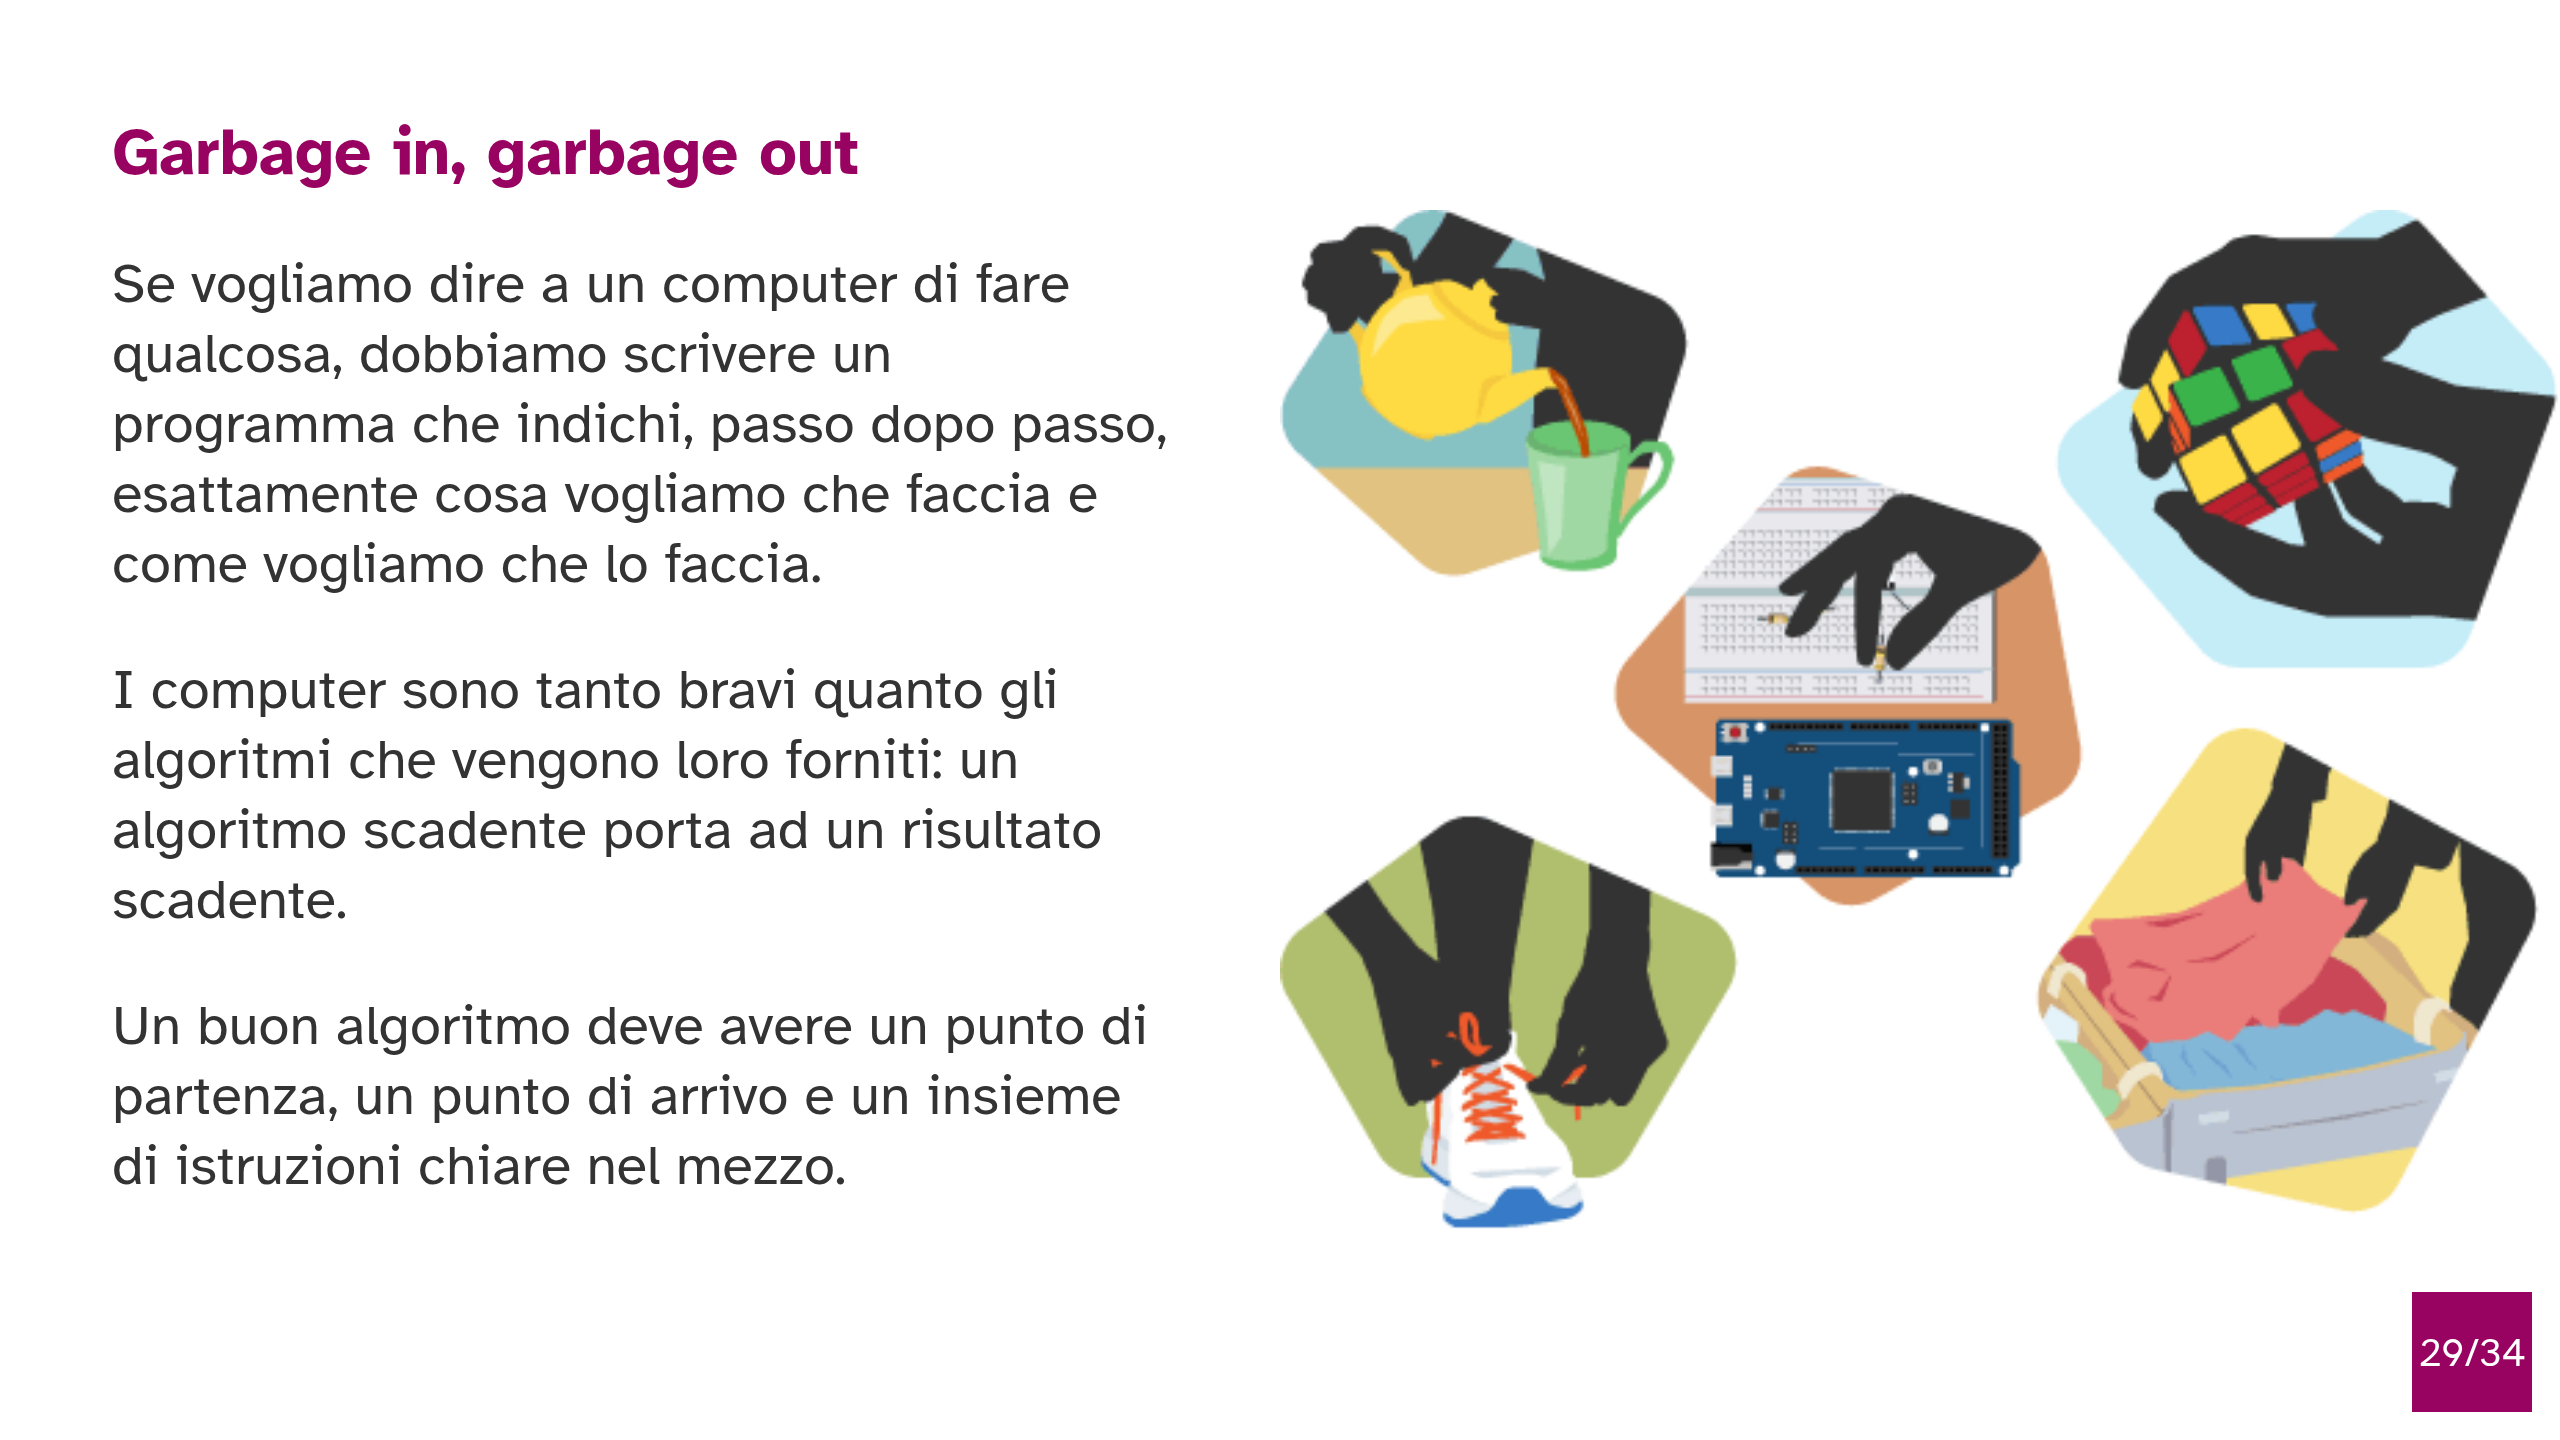 Garbage in, garbage out
Se vogliamo dire a un computer di fare
qualcosa, dobbiamo scrivere un
programma che indichi, passo dopo passo,
esattamente cosa vogliamo che faccia e
come vogliamo che lo faccia.
I computer sono tanto bravi quanto gli
algoritmi che vengono loro forniti: un
algoritmo scadente porta ad un risultato
scadente.
Un buon algoritmo deve avere un punto di
partenza, un punto di arrivo e un insieme
di istruzioni chiare nel mezzo.
29/34